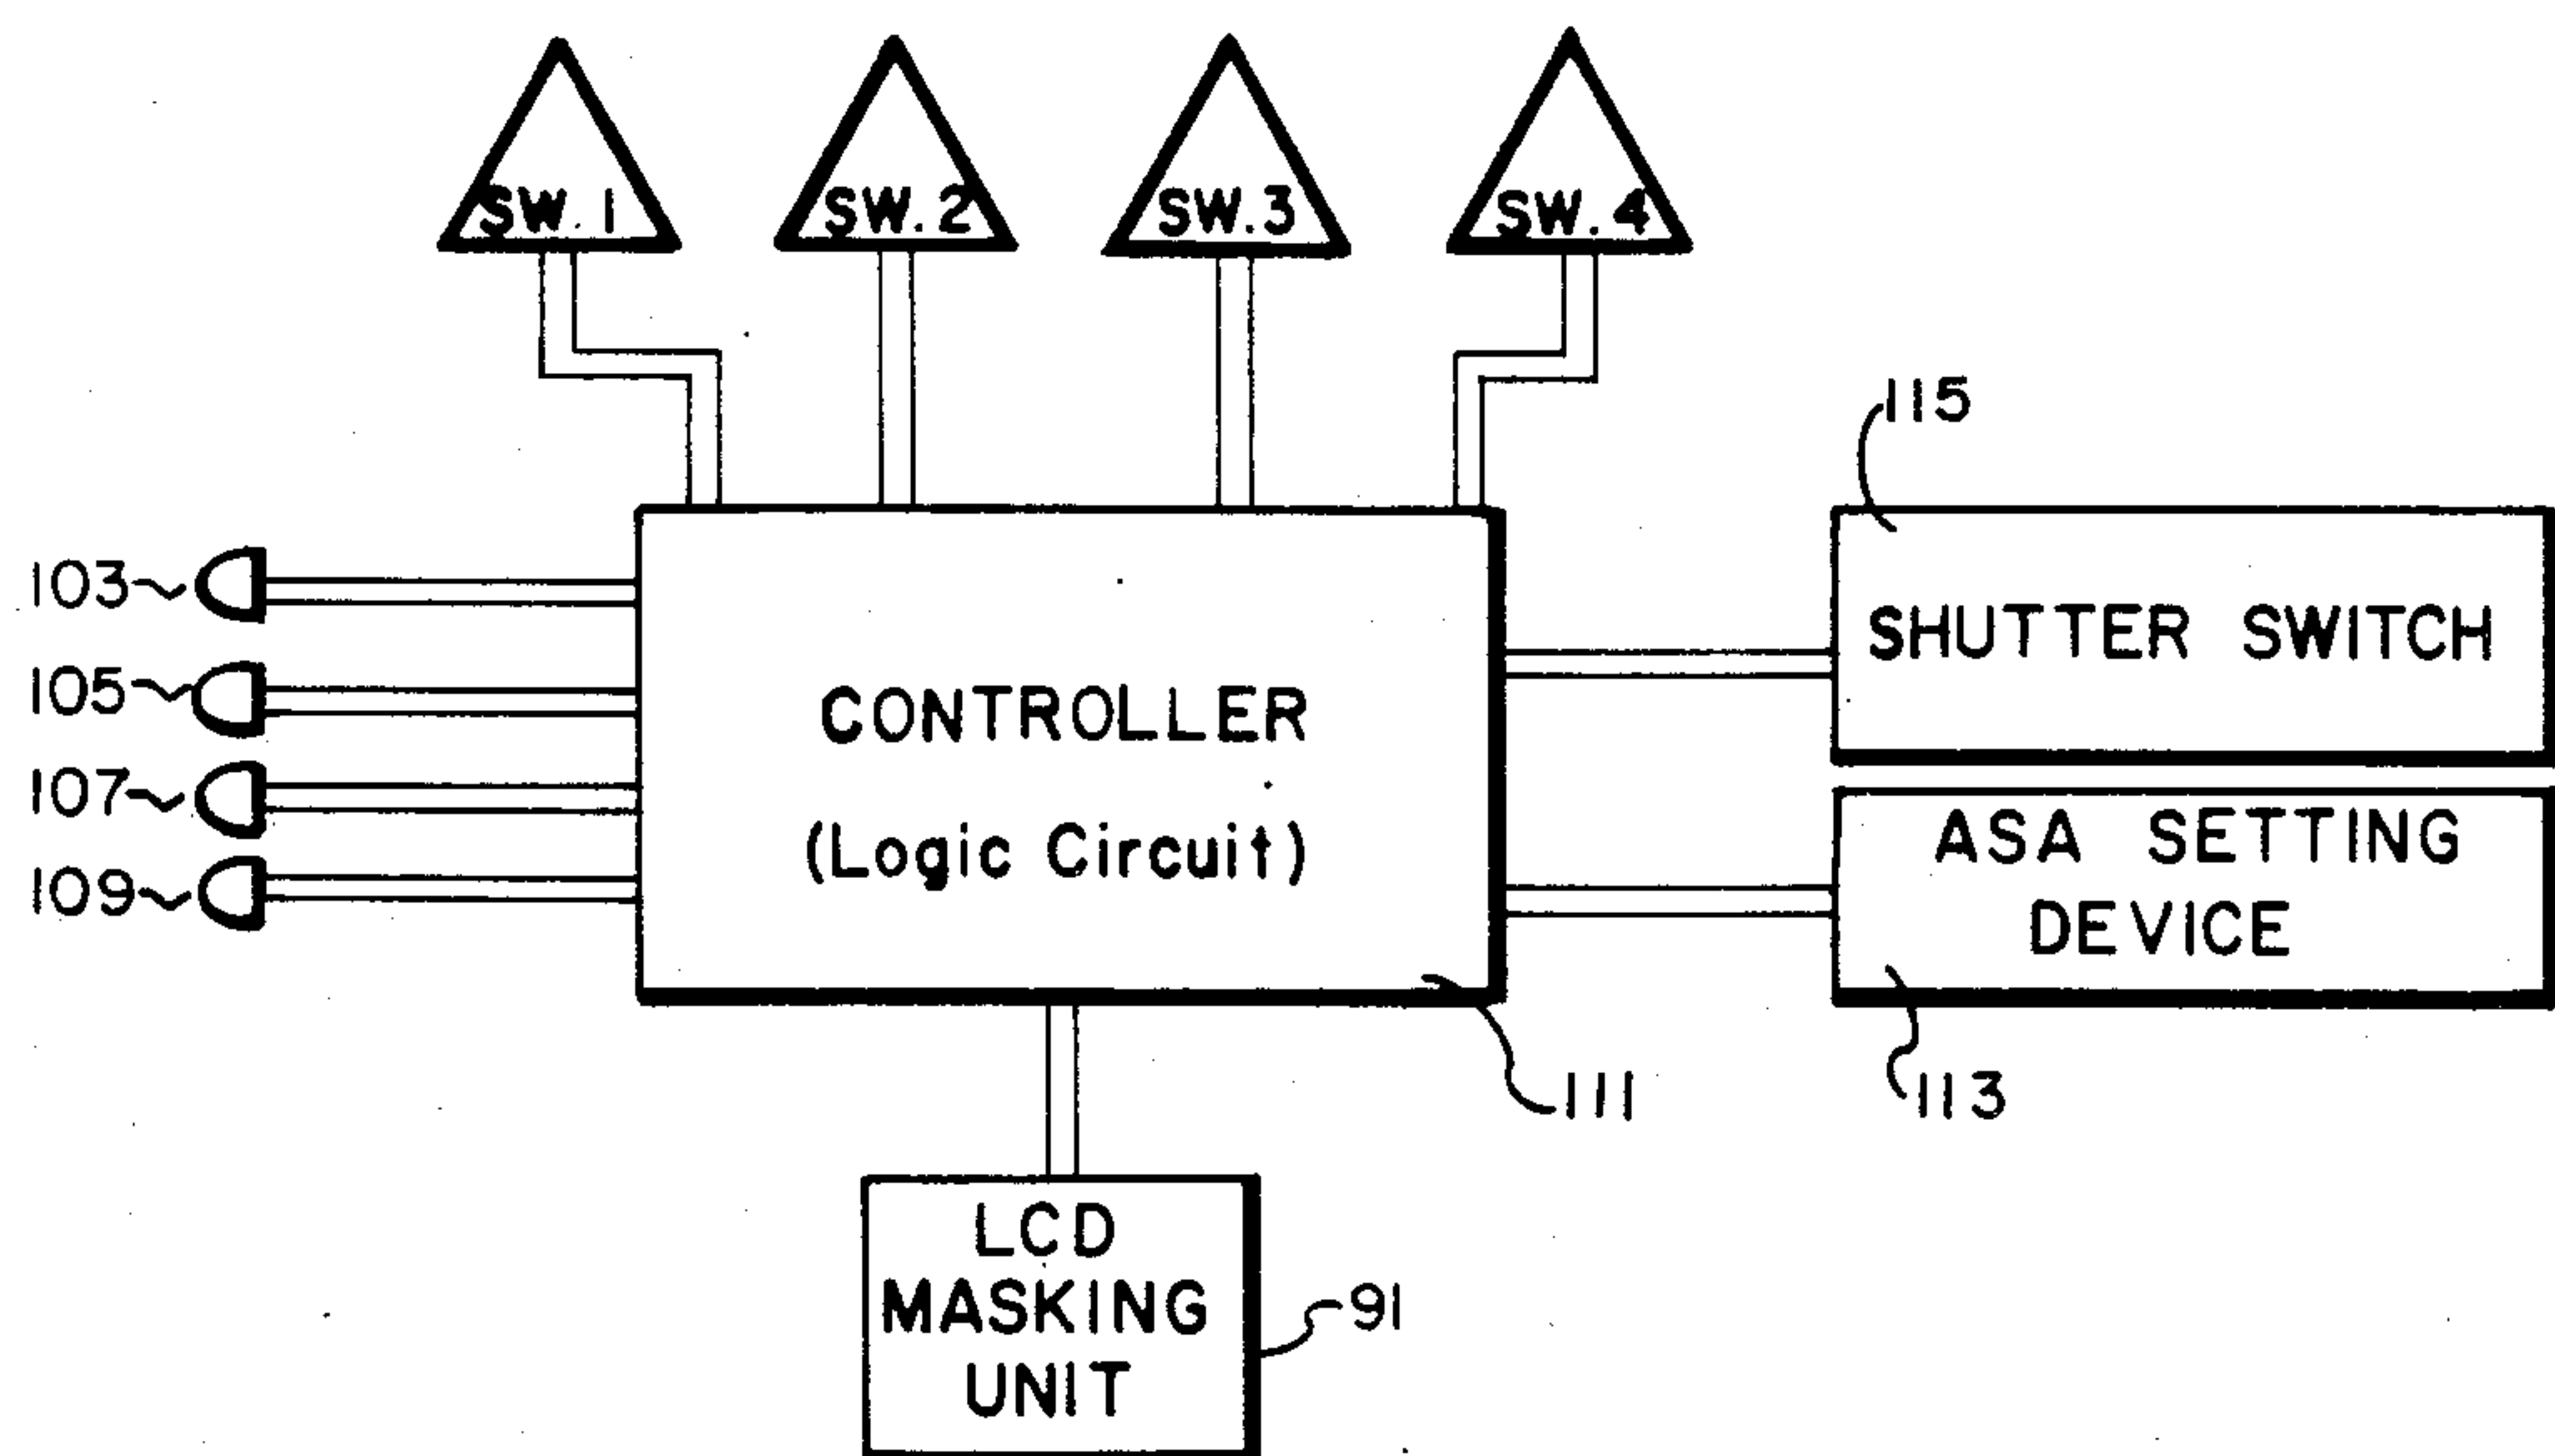 SW. 1
SW. 2
SW. 3
SW. 4
115
103
105
107
109
CONTROLLER
(Logic Circuit)
SHUTTER SWITCH
ASA SETTING
DEVICE
111
113
LCD
MASKING
UNIT
91